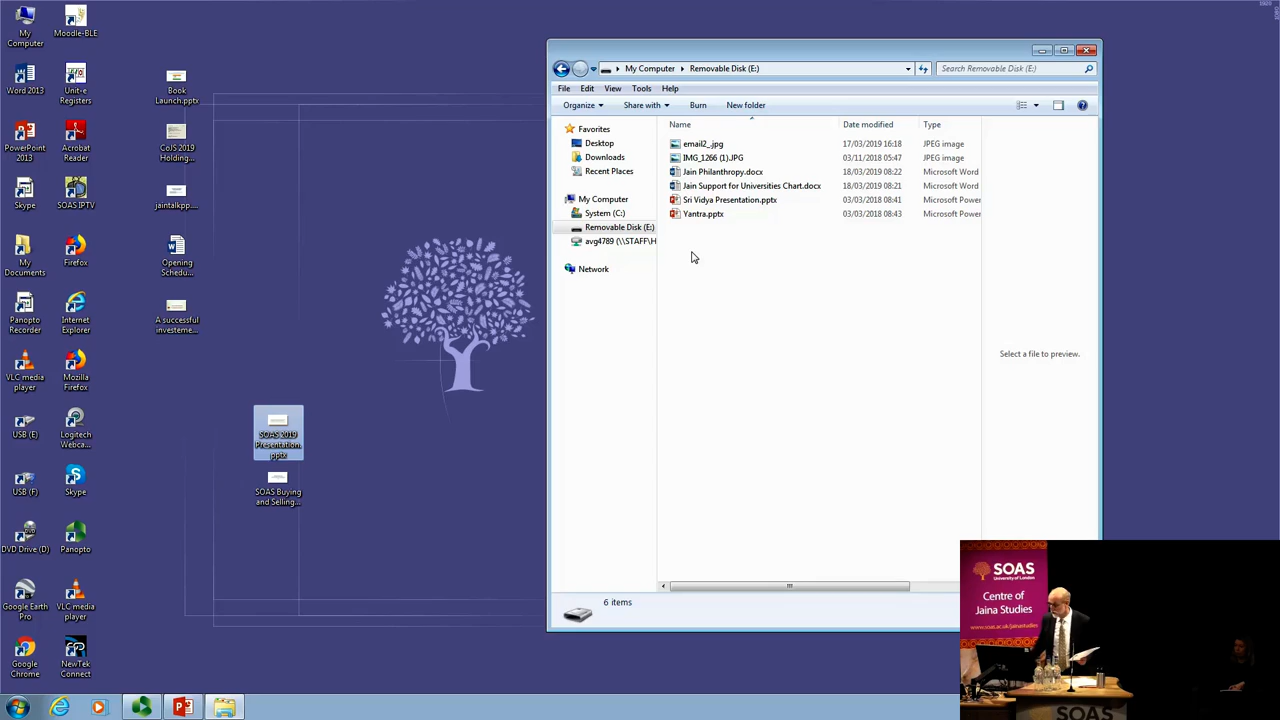 My
Computer
Moodle-BLE
Word 2013
Unit-e
Registers
Book
Launch.pptx
PowerPoint
2013
Acrobat
Reader
CoJS 2019
Holding...
Skype
SOAS IPTV
jaintalkpp....
My
Documents
Firefox
Opening
Schedu...
Panopto
Recorder
Internet
Explorer
A successful
investeme...
VLC media
player
Mozilla
Firefox
USB (E)
Logitech
Webca...
SOAS 2019
Presentation.
pptx
USB (F)
Skype
SOAS Buying
and Selling...
DVD Drive (D)
Panopto
Google Earth
Pro
VLC media
player
Google
Chrome
NewTek
Connect
My Computer
Removable Disk (E:)
Search Removable Disk (E:)
File Edit View Tools Help
Organize Share with Burn New folder
Favorites
Desktop
Downloads
Recent Places
My Computer
System (C:)
Removable Disk (E:)
avg4789 (\\STAFF\H
Network
Name Date modified Type
email2_.jpg 17/03/2019 16:18 JPEG image
IMG_1266 (1).JPG 03/11/2018 05:47 JPEG image
Jain Philanthropy.docx 18/03/2019 08:22 Microsoft Word
Jain Support for Universities Chart.docx 18/03/2019 08:21 Microsoft Word
Sri Vidya Presentation.pptx 03/03/2018 08:41 Microsoft Power
Yantra.pptx 03/03/2018 08:43 Microsoft Power
Select a file to preview.
6 items
SOAS
University of London
Centre of
Jaina Studies
www.soas.ac.uk/jainastudies
SOAS